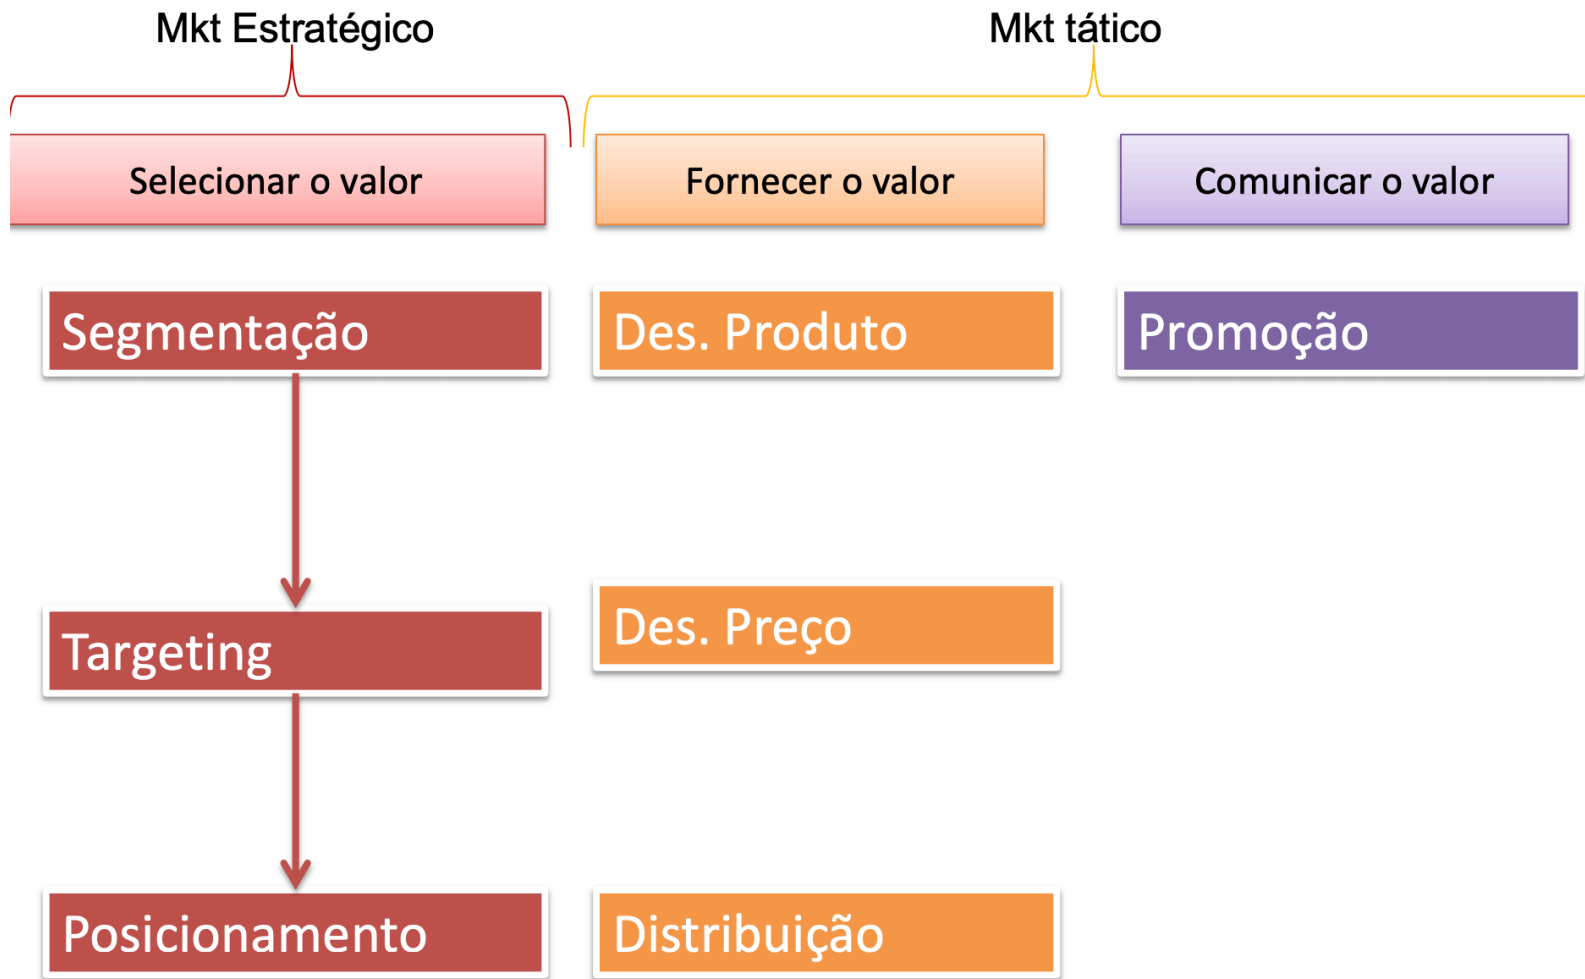 Mkt Estratégico
Mkt tático
Selecionar o valor
Fornecer o valor
Comunicar o valor
Segmentação
Des. Produto
Promoção
Targeting
Des. Preço
Posicionamento
Distribuição